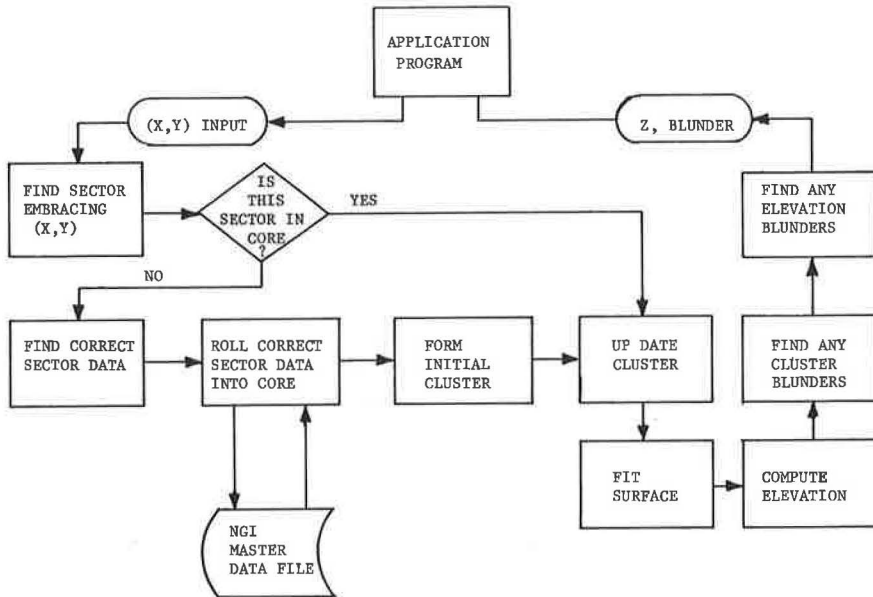 APPLICATION
PROGRAM
(X,Y) INPUT
Z, BLUNDER
FIND SECTOR
EMBRACING
(X,Y)
IS
THIS
SECTOR IN
CORE
?
YES
NO
FIND ANY
ELEVATION
BLUNDERS
FIND CORRECT
SECTOR DATA
ROLL CORRECT
SECTOR DATA
INTO CORE
FORM
INITIAL
CLUSTER
UP DATE
CLUSTER
FIND ANY
CLUSTER
BLUNDERS
FIT
SURFACE
COMPUTE
ELEVATION
NGI
MASTER
DATA FILE